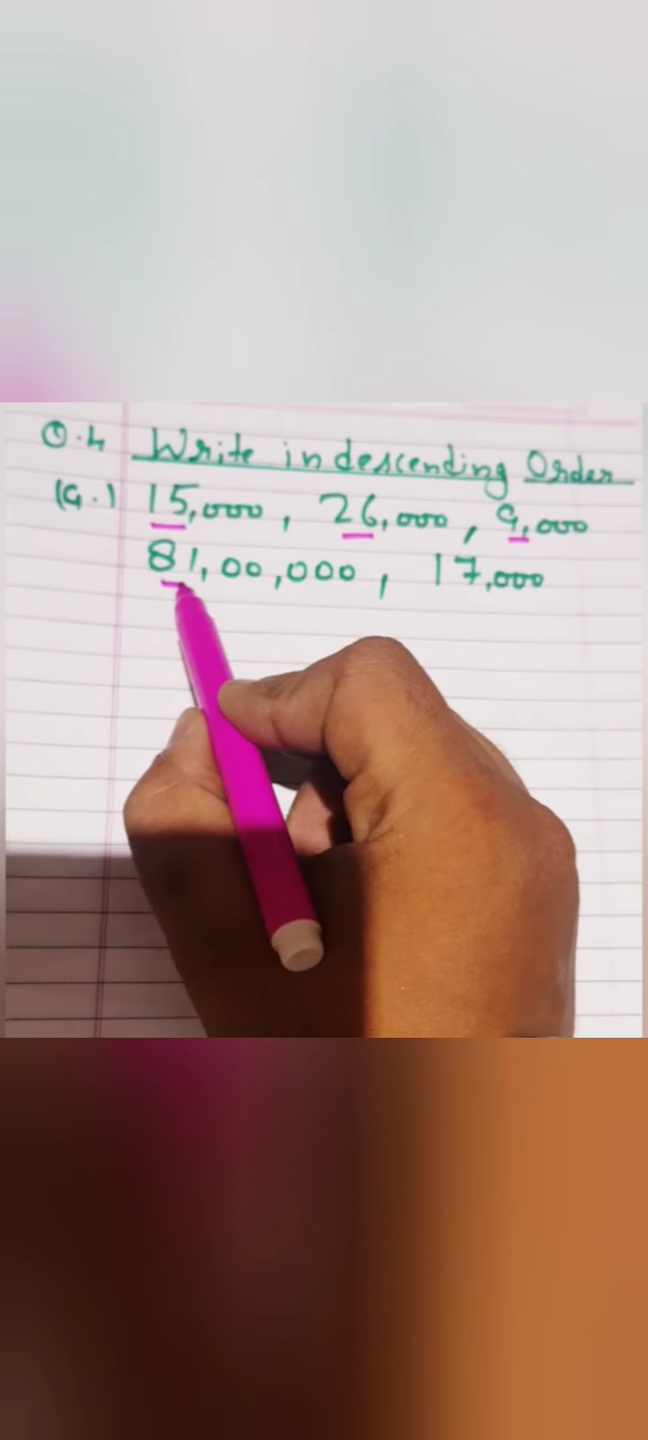 Q.4 Write in descending Order
(a.) 15,000 , 26,000 , 9,000
81,00,000 , 17,000